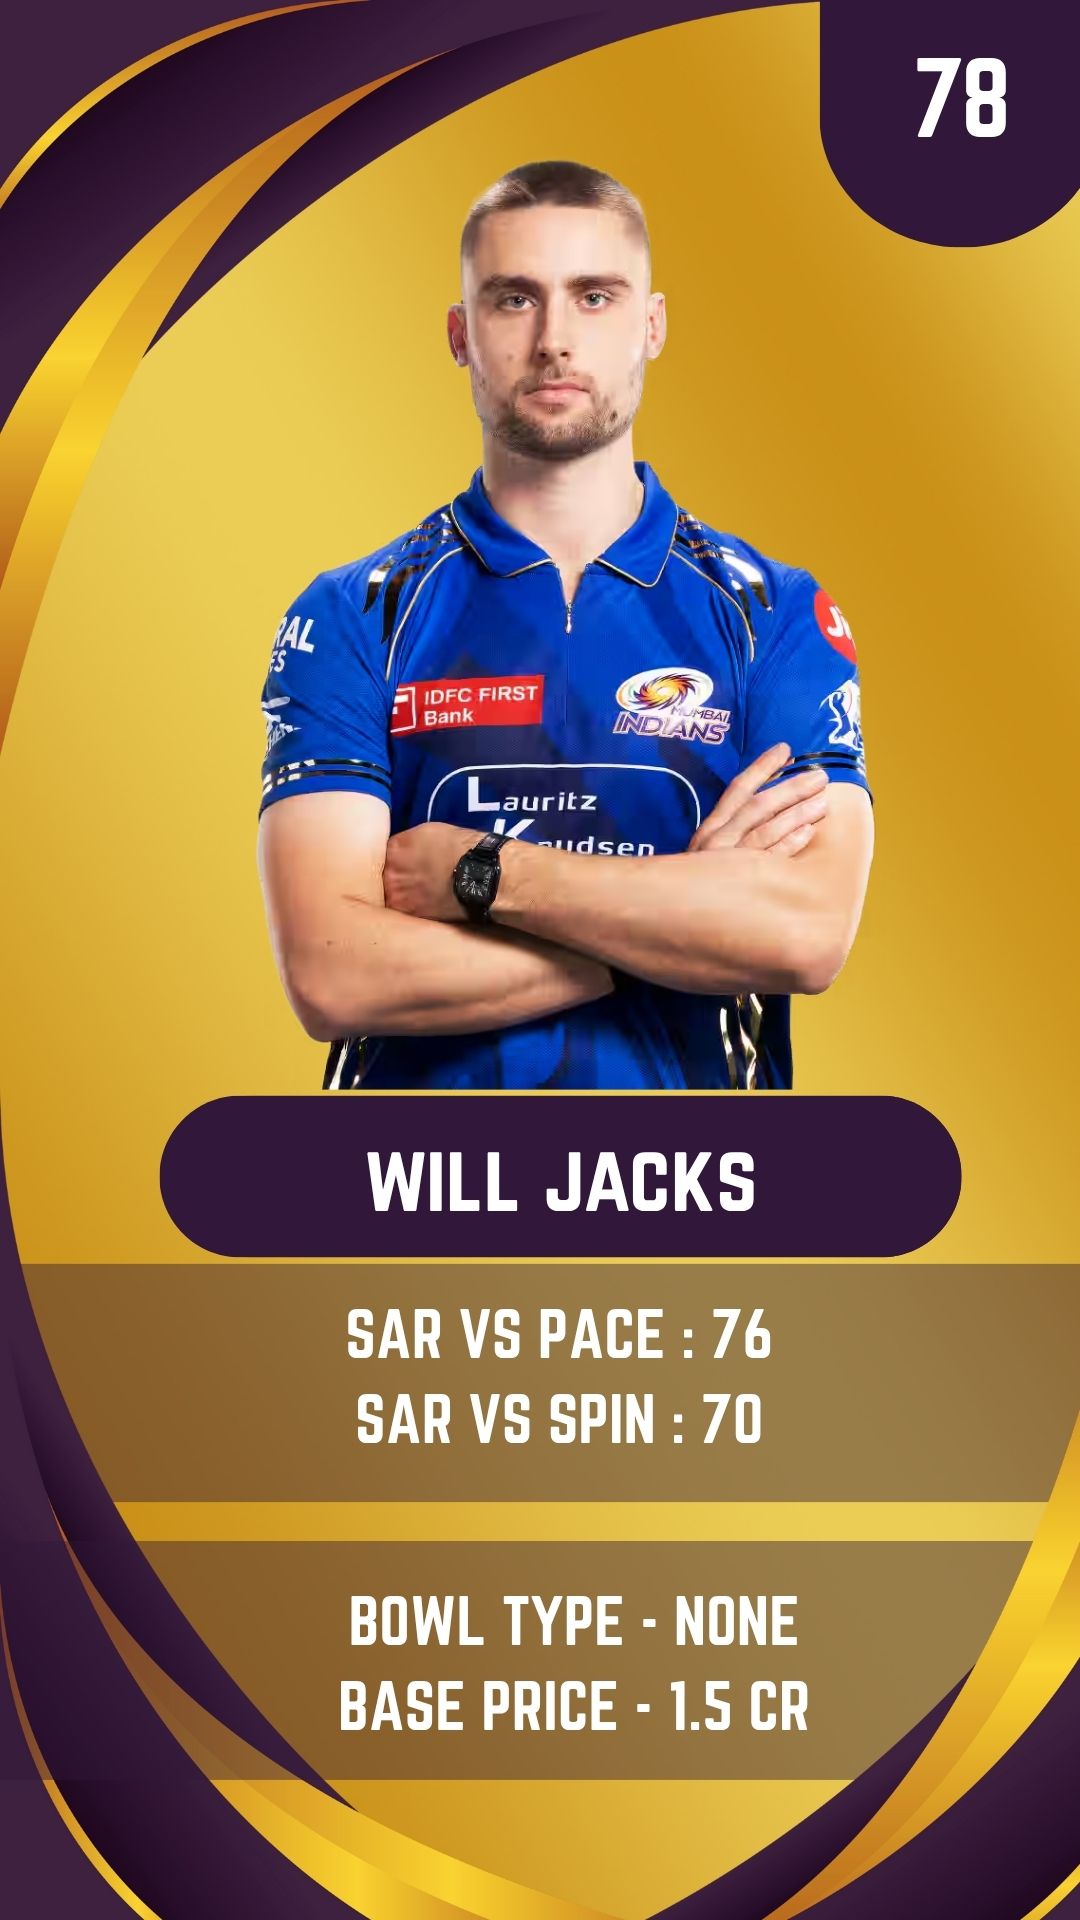 78
RAL
ES
IDFC FIRST
Bank
MUMBAI
INDIANS
Lauritz
Knudsen
WILL JACKS
SAR VS PACE : 76
SAR VS SPIN : 70
BOWL TYPE - NONE
BASE PRICE - 1.5 CR